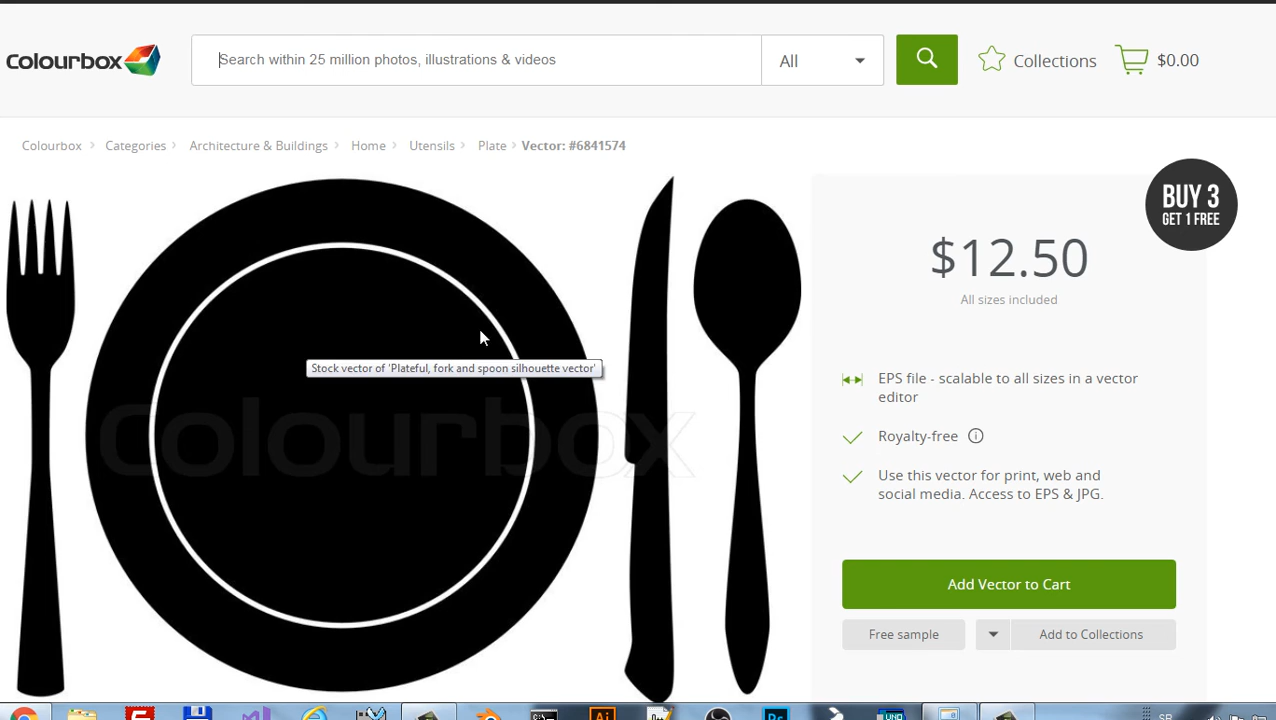 Colourbox
Search within 25 million photos, illustrations & videos
All
Collections
$0.00
Colourbox > Categories > Architecture & Buildings > Home > Utensils > Plate > Vector: #6841574
BUY 3
GET 1 FREE
$12.50
All sizes included
Stock vector of 'Plateful, fork and spoon silhouette vector'
EPS file - scalable to all sizes in a vector
editor
Colourbox
Royalty-free
Use this vector for print, web and
social media. Access to EPS & JPG.
Add Vector to Cart
Free sample
Add to Collections